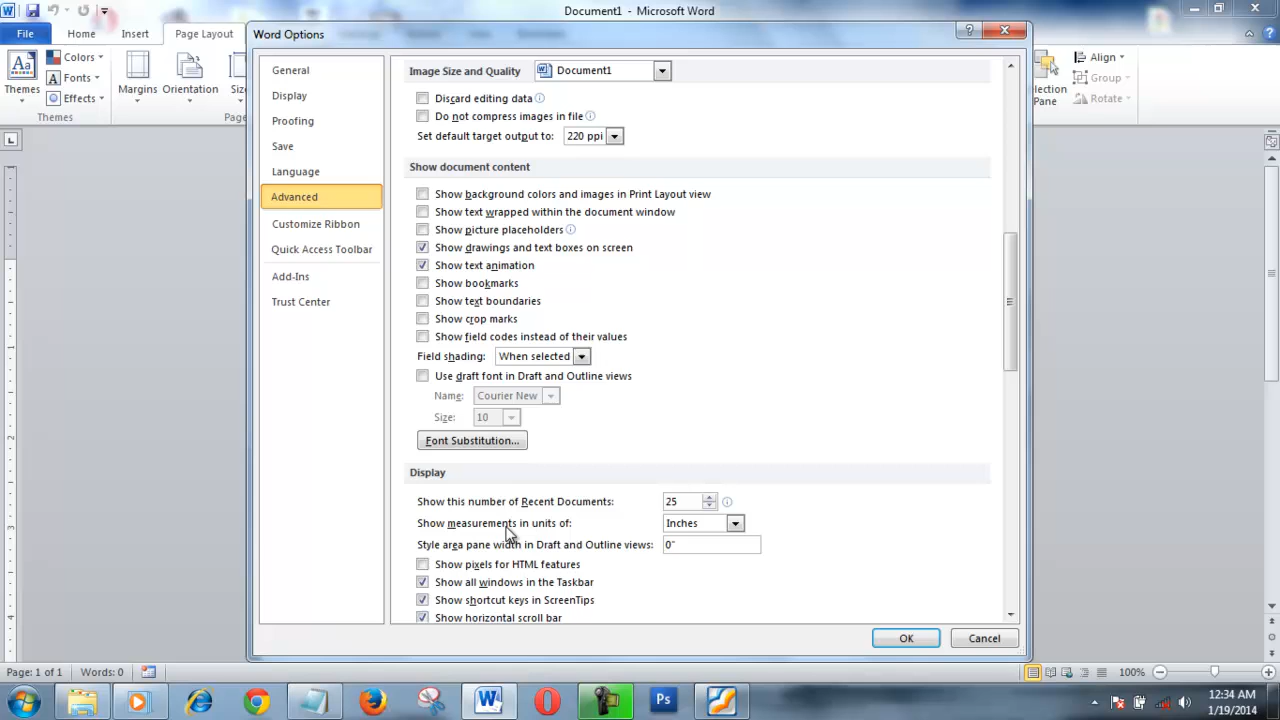 Document1 - Microsoft Word
File
Home
Insert
Page Layout
Word Options
Themes
Colors
Fonts
Effects
Themes
Margins
Orientation
Align
Group
Rotate
Pane
General
Display
Proofing
Save
Language
Advanced
Customize Ribbon
Quick Access Toolbar
Add-Ins
Trust Center
Image Size and Quality
Document1
Discard editing data
Do not compress images in file
Set default target output to: 220 ppi
Show document content
Show background colors and images in Print Layout view
Show text wrapped within the document window
Show picture placeholders
Show drawings and text boxes on screen
Show text animation
Show bookmarks
Show text boundaries
Show crop marks
Show field codes instead of their values
Field shading: When selected
Use draft font in Draft and Outline views
Name: Courier New
Size: 10
Font Substitution...
Display
Show this number of Recent Documents: 25
Show measurements in units of: Inches
Style area pane width in Draft and Outline views: 0"
Show pixels for HTML features
Show all windows in the Taskbar
Show shortcut keys in ScreenTips
Show horizontal scroll bar
OK
Cancel
Page: 1 of 1
Words: 0
100%
Ps
12:34 AM
1/19/2014